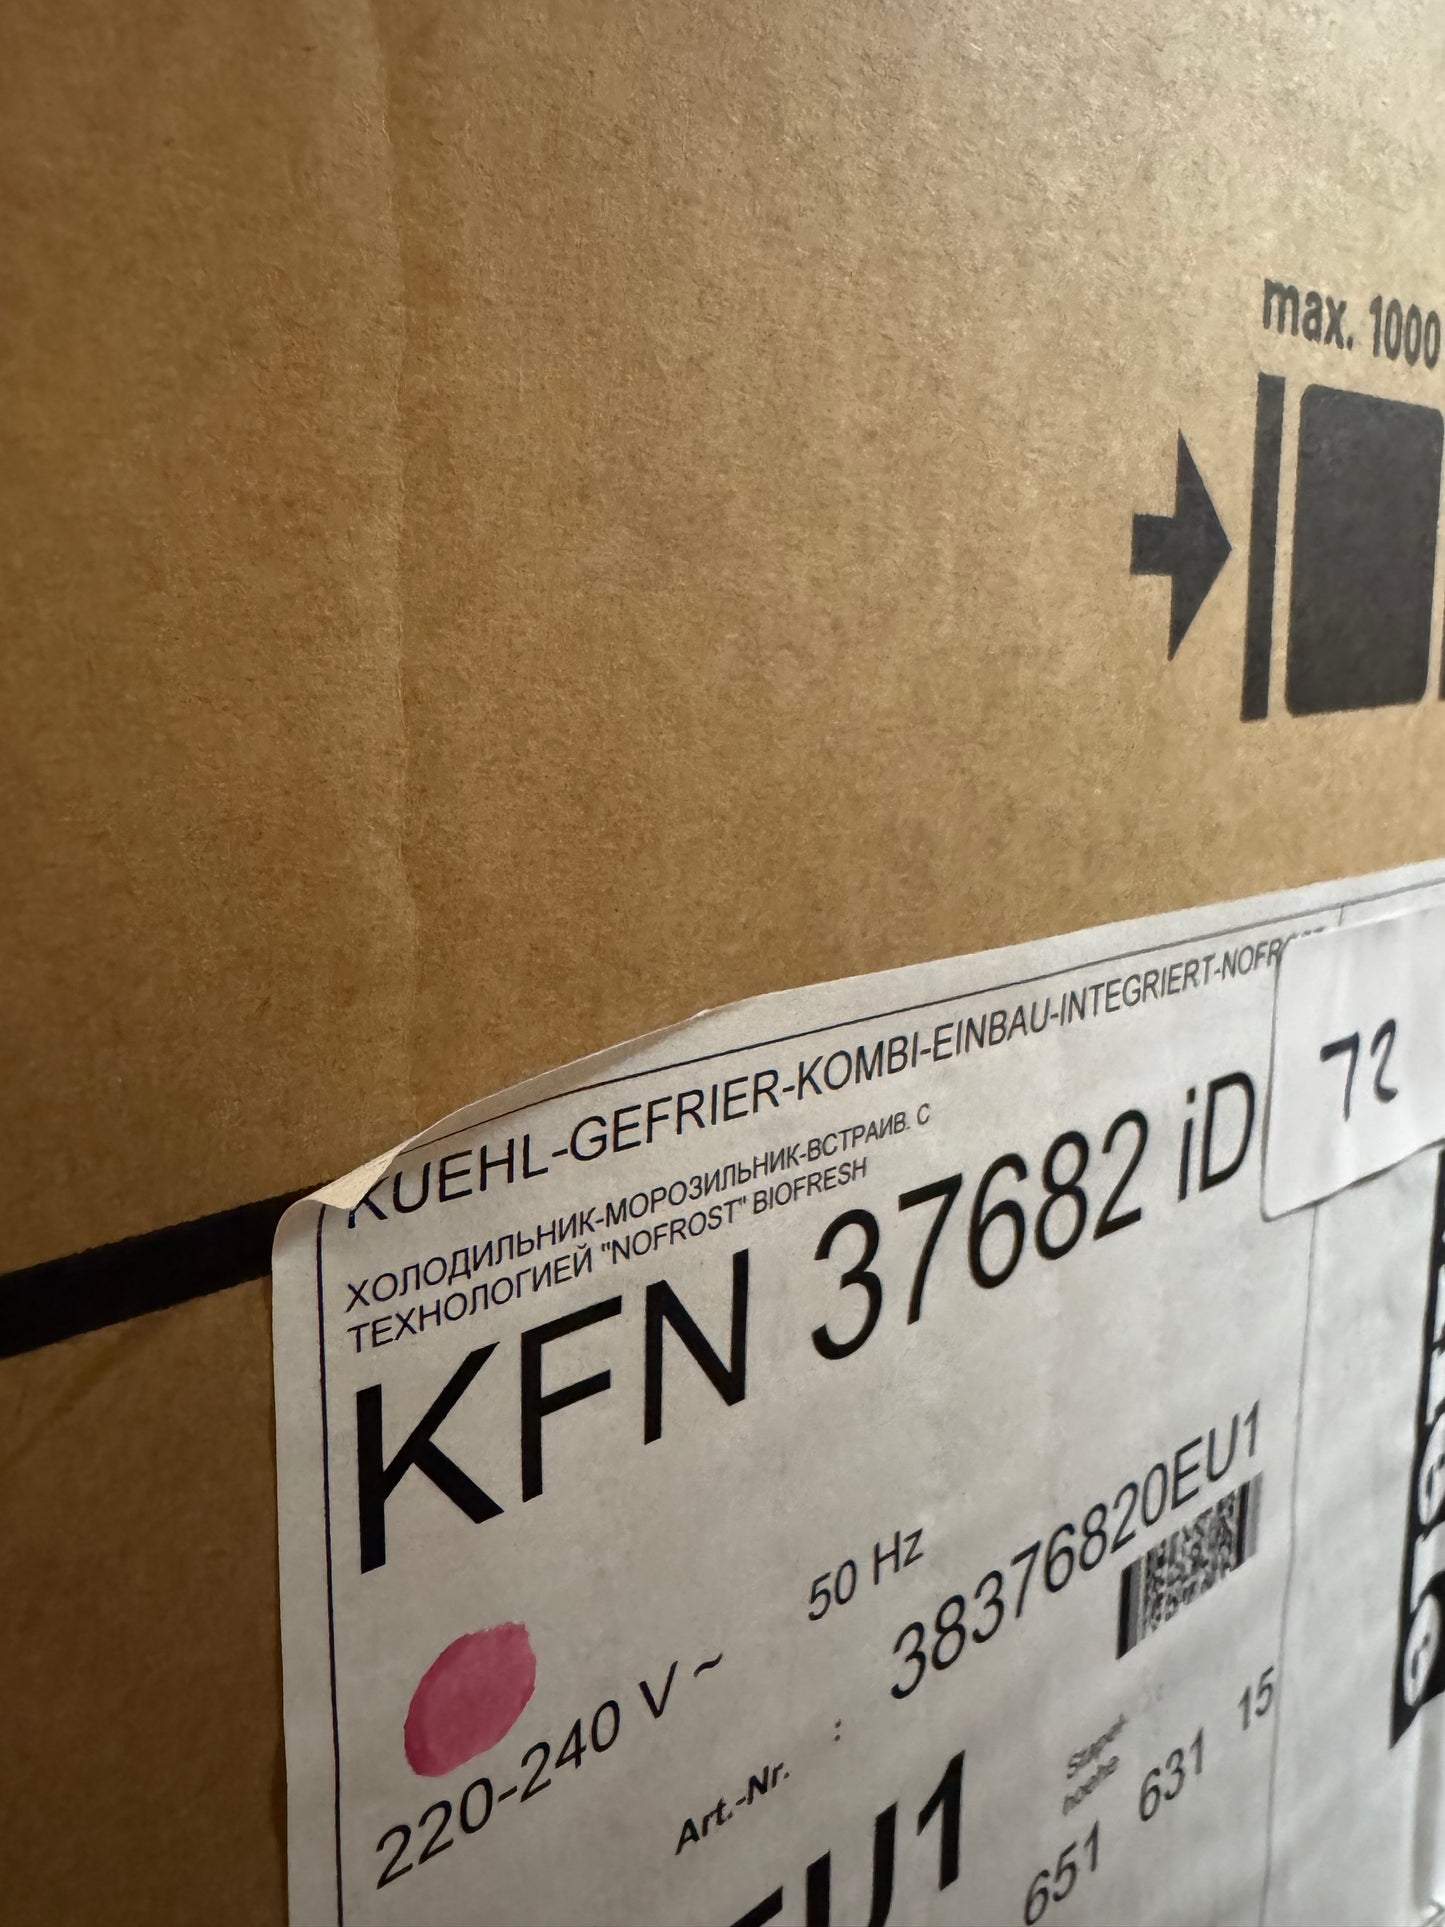 max. 1000
KUEHL-GEFRIER-KOMBI-EINBAU-INTEGRIERT-NOFROST
72
ХОЛОДИЛЬНИК-МОРОЗИЛЬНИК-ВСТРАИВ. С
ТЕХНОЛОГИЕЙ "NOFROST" BIOFRESH
KFN 37682 iD
220-240 V ~ 50 Hz
Art.-Nr. : 38376820EU1
EU1
651 631 15